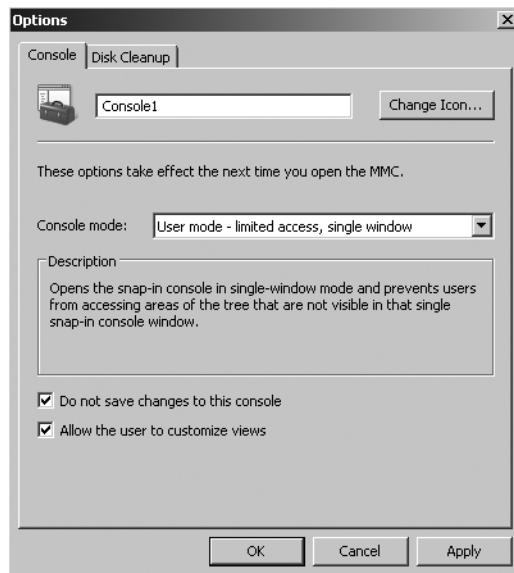 Options
Console
Disk Cleanup
Console1
Change Icon...
These options take effect the next time you open the MMC.
Console mode:
User mode - limited access, single window
Description
Opens the snap-in console in single-window mode and prevents users
from accessing areas of the tree that are not visible in that single
snap-in console window.
Do not save changes to this console
Allow the user to customize views
OK
Cancel
Apply